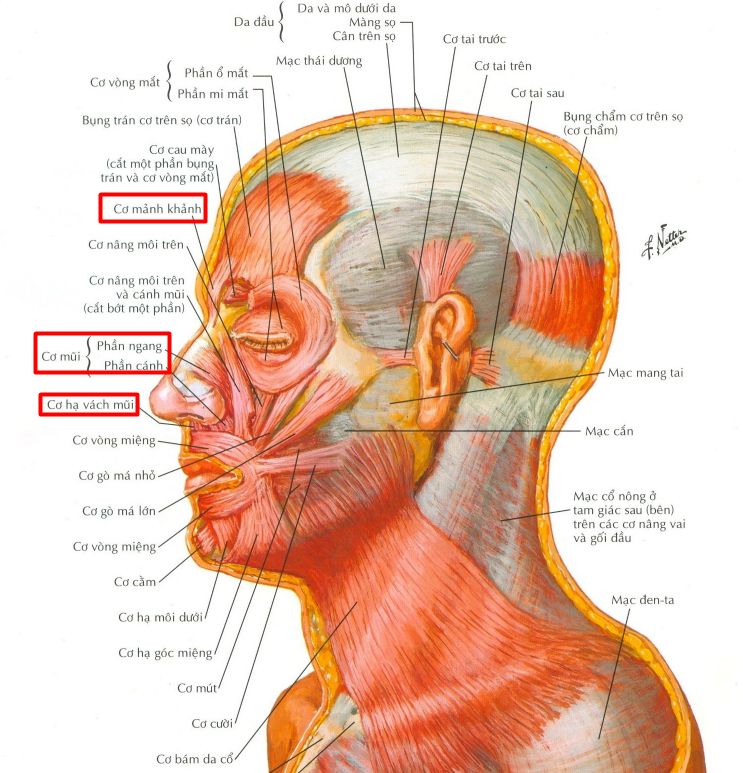 Da đầu
Da và mô dưới da
Màng sọ
Cân trên sọ
Cơ tai trước
Mạc thái dương
Cơ tai trên
Cơ vòng mắt
Phần ổ mắt
Phần mi mắt
Cơ tai sau
Bụng trán cơ trên sọ (cơ trán)
Bụng chẩm cơ trên sọ
(cơ chẩm)
Cơ cau mày
(cắt một phần bụng
trán và cơ vòng mắt)
Cơ mảnh khảnh
Cơ nâng môi trên
Cơ nâng môi trên
và cánh mũi
(cắt bớt một phần)
Cơ mũi
Phần ngang
Phần cánh
Mạc mang tai
Cơ hạ vách mũi
Cơ vòng miệng
Mạc cắn
Cơ gò má nhỏ
Cơ gò má lớn
Mạc cổ nông ở
tam giác sau (bên)
trên các cơ nâng vai
và gối đầu
Cơ vòng miệng
Cơ cằm
Mạc đen-ta
Cơ hạ môi dưới
Cơ hạ góc miệng
Cơ mút
Cơ cười
Cơ bám da cổ
F. Netter
M.D.